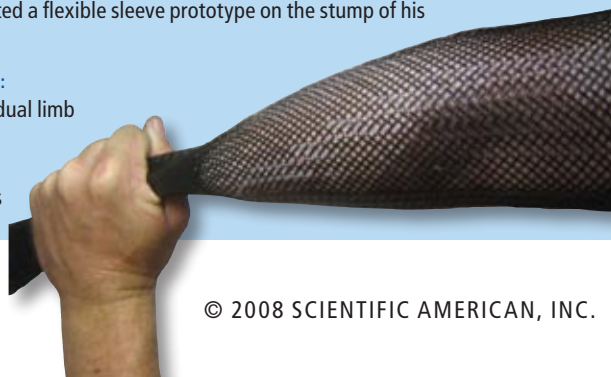 ted a flexible sleeve prototype on the stump of his
:
dual limb
s
© 2008 SCIENTIFIC AMERICAN, INC.